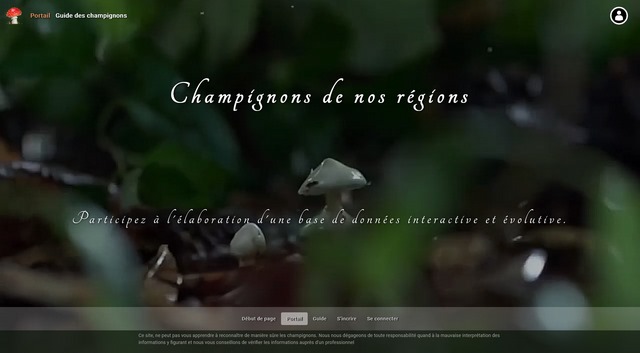 Portail Guide des champignons
Champignons de nos régions
Participez à l'élaboration d'une base de données interactive et évolutive.
Début de page Portail Guide S'incrire Se connecter
Ce site, ne peut pas vous apprendre à reconnaître de manière sûre les champignons. Nous nous dégageons de toute responsabilité quand à la mauvaise interprétation des
informations y figurant et nous vous conseillons de vérifier les informations auprès d'un professionnel